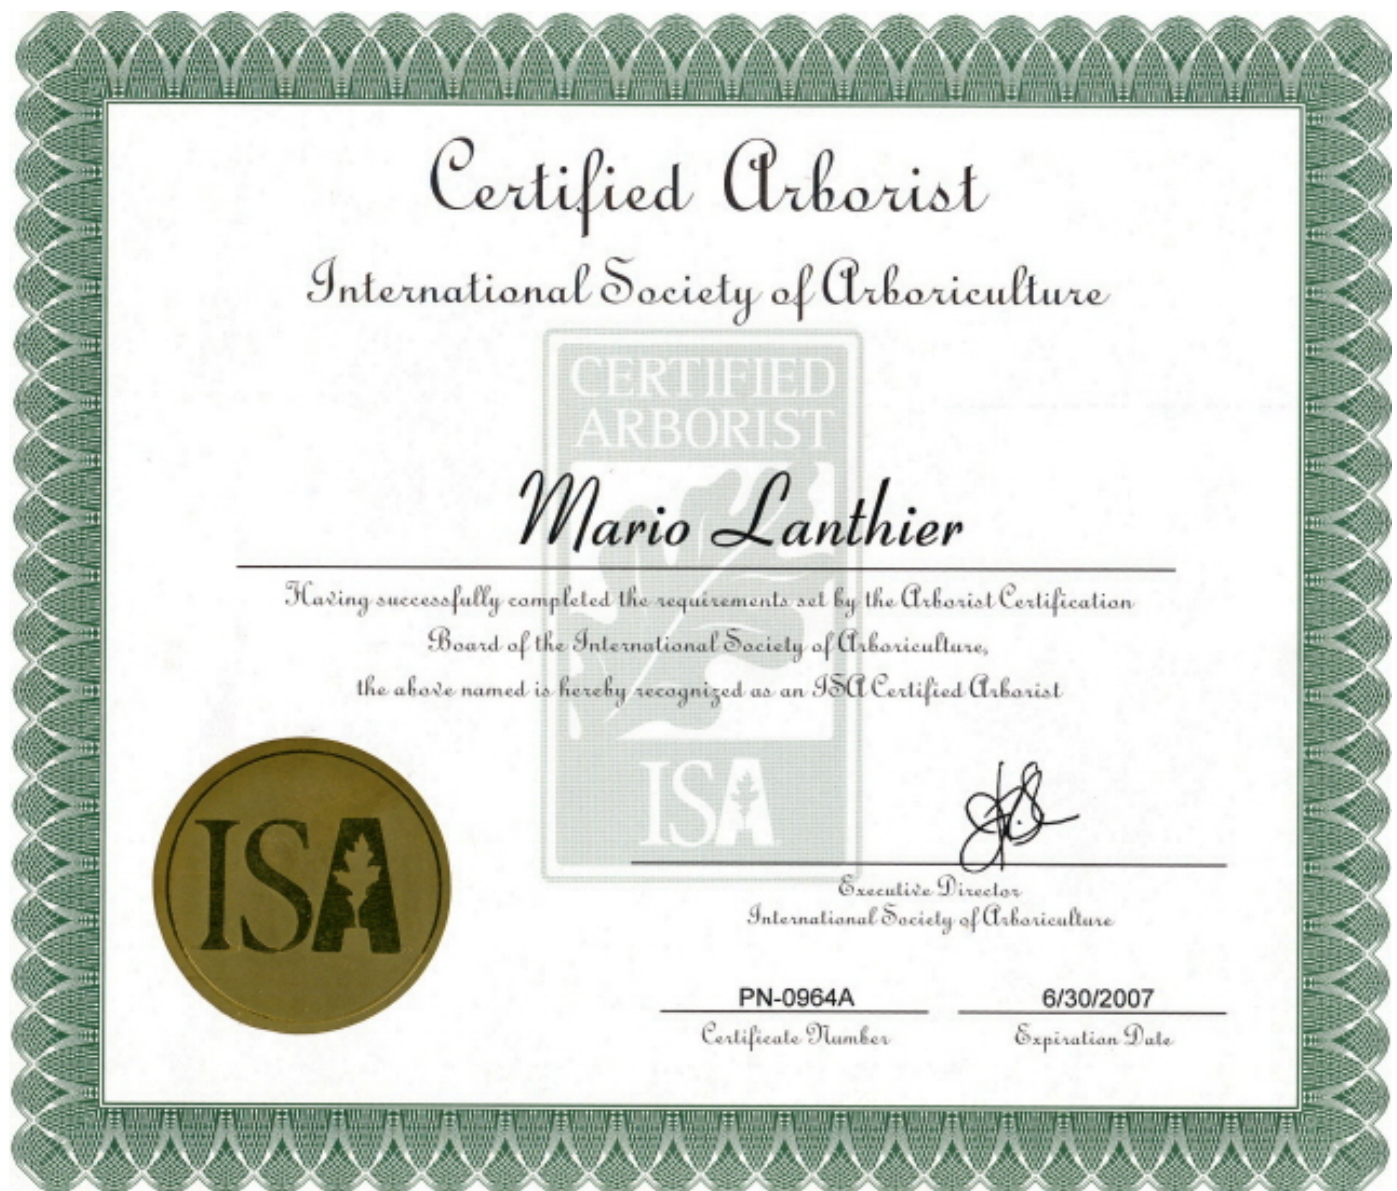 Certified Arborist
International Society of Arboriculture
CERTIFIED
ARBORIST
Mario Lanthier
Having successfully completed the requirements set by the Arborist Certification
Board of the International Society of Arboriculture,
the above named is hereby recognized as an ISA Certified Arborist
ISA
ISA
Executive Director
International Society of Arboriculture
PN-0964A 6/30/2007
Certificate Number Expiration Date